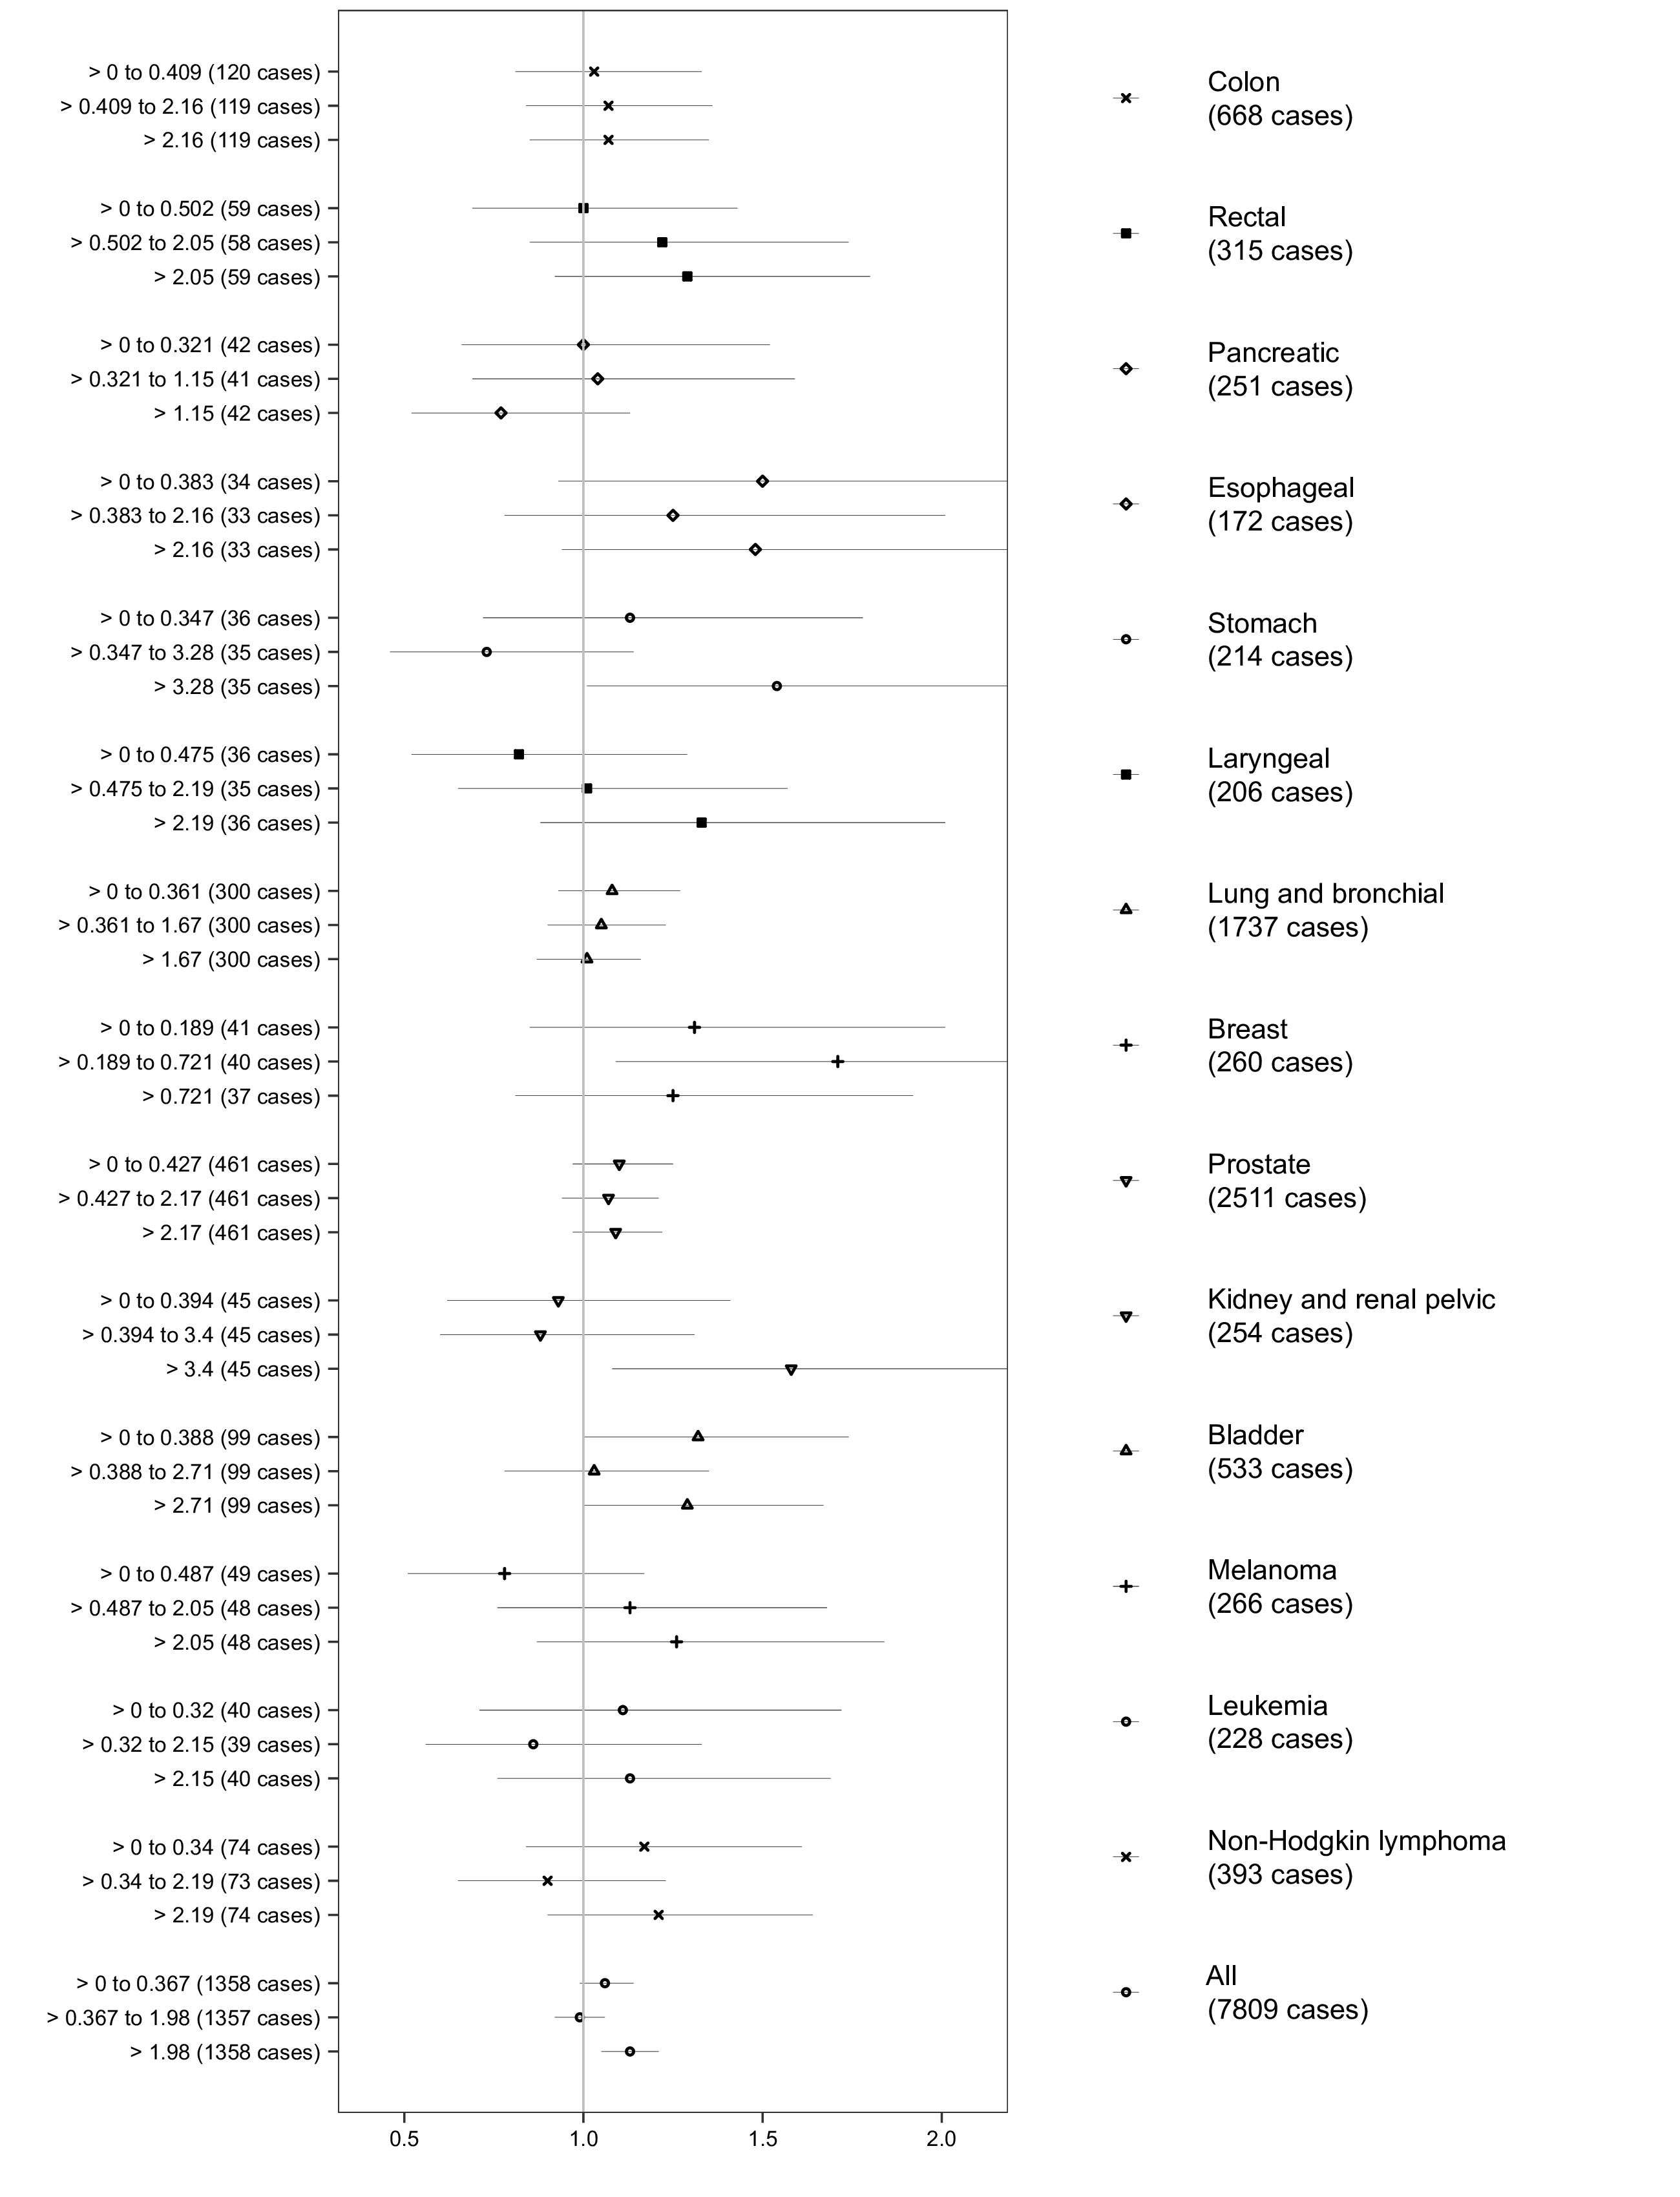 > 0 to 0.409 (120 cases)
> 0.409 to 2.16 (119 cases)
> 2.16 (119 cases)
> 0 to 0.502 (59 cases)
> 0.502 to 2.05 (58 cases)
> 2.05 (59 cases)
> 0 to 0.321 (42 cases)
> 0.321 to 1.15 (41 cases)
> 1.15 (42 cases)
> 0 to 0.383 (34 cases)
> 0.383 to 2.16 (33 cases)
> 2.16 (33 cases)
> 0 to 0.347 (36 cases)
> 0.347 to 3.28 (35 cases)
> 3.28 (35 cases)
> 0 to 0.475 (36 cases)
> 0.475 to 2.19 (35 cases)
> 2.19 (36 cases)
> 0 to 0.361 (300 cases)
> 0.361 to 1.67 (300 cases)
> 1.67 (300 cases)
> 0 to 0.189 (41 cases)
> 0.189 to 0.721 (40 cases)
> 0.721 (37 cases)
> 0 to 0.427 (461 cases)
> 0.427 to 2.17 (461 cases)
> 2.17 (461 cases)
> 0 to 0.394 (45 cases)
> 0.394 to 3.4 (45 cases)
> 3.4 (45 cases)
> 0 to 0.388 (99 cases)
> 0.388 to 2.71 (99 cases)
> 2.71 (99 cases)
> 0 to 0.487 (49 cases)
> 0.487 to 2.05 (48 cases)
> 2.05 (48 cases)
> 0 to 0.32 (40 cases)
> 0.32 to 2.15 (39 cases)
> 2.15 (40 cases)
> 0 to 0.34 (74 cases)
> 0.34 to 2.19 (73 cases)
> 2.19 (74 cases)
> 0 to 0.367 (1358 cases)
> 0.367 to 1.98 (1357 cases)
> 1.98 (1358 cases)
0.5 1.0 1.5 2.0
Colon
(668 cases)
Rectal
(315 cases)
Pancreatic
(251 cases)
Esophageal
(172 cases)
Stomach
(214 cases)
Laryngeal
(206 cases)
Lung and bronchial
(1737 cases)
Breast
(260 cases)
Prostate
(2511 cases)
Kidney and renal pelvic
(254 cases)
Bladder
(533 cases)
Melanoma
(266 cases)
Leukemia
(228 cases)
Non-Hodgkin lymphoma
(393 cases)
All
(7809 cases)